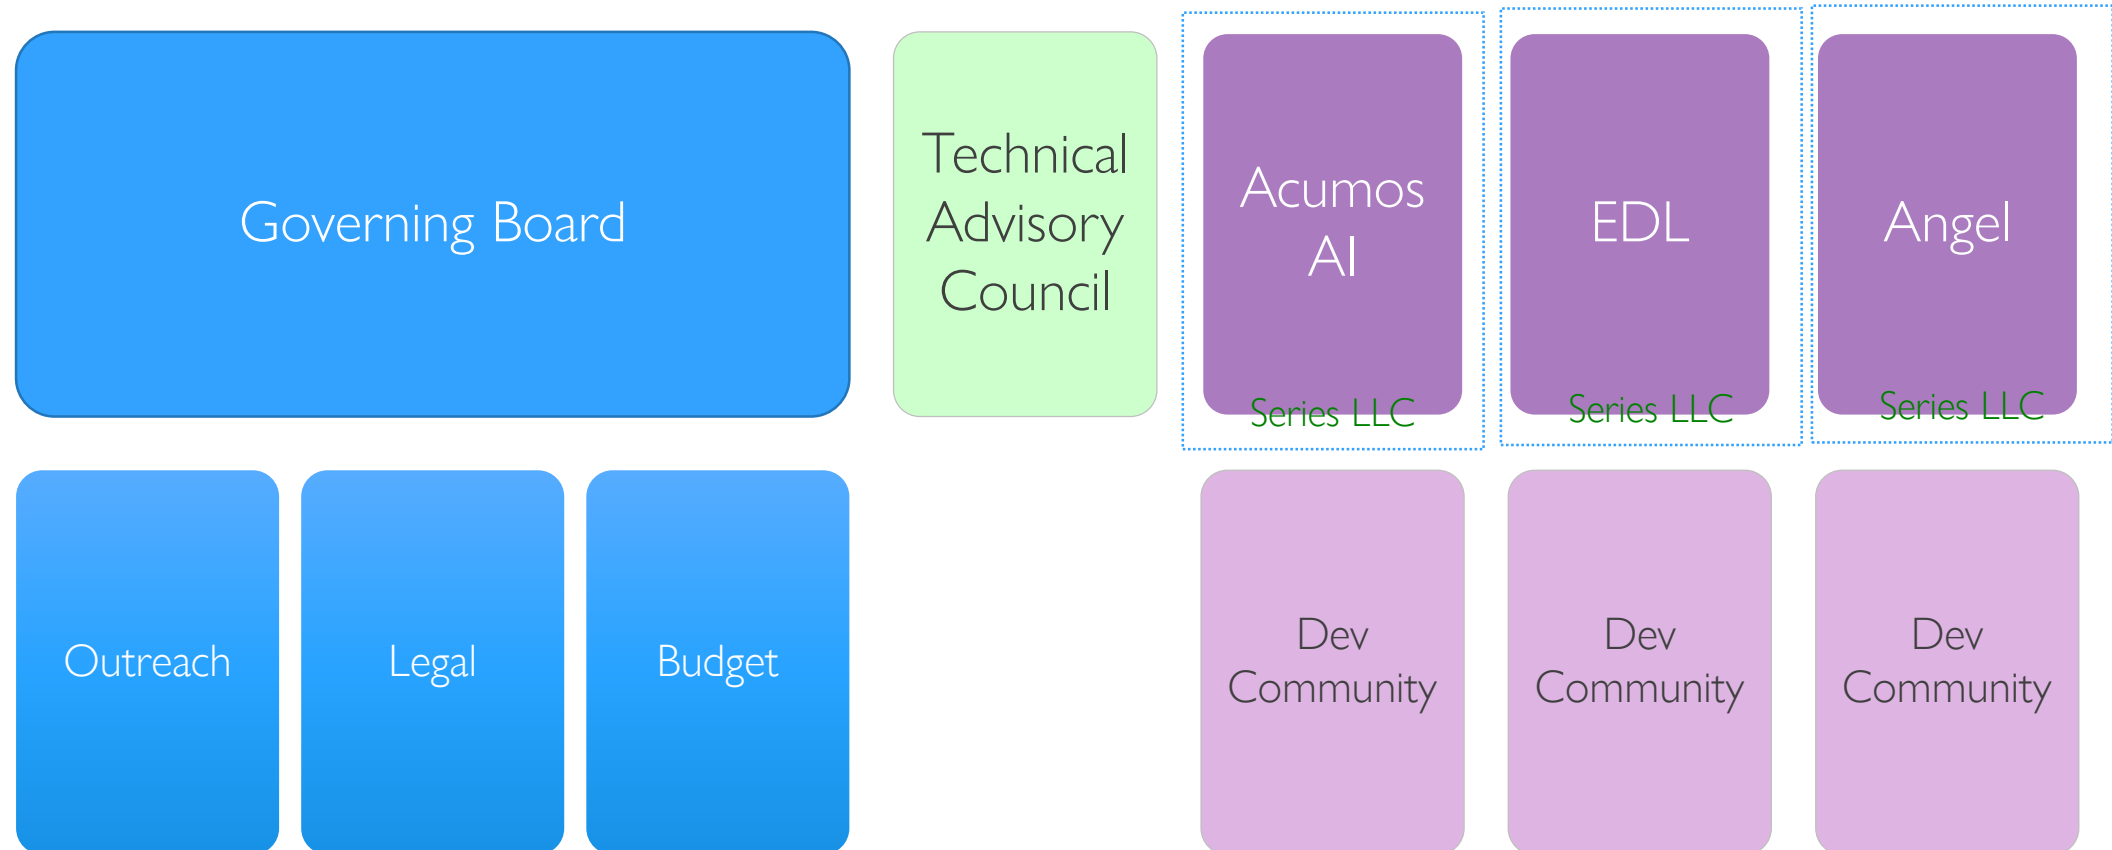 Governing Board
Technical
Advisory
Council
Acumos
AI
Series LLC
EDL
Series LLC
Angel
Series LLC
Outreach
Legal
Budget
Dev
Community
Dev
Community
Dev
Community